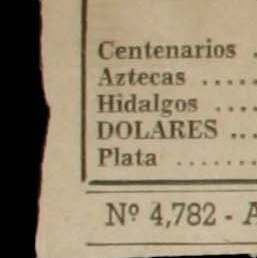 Centenarios .
Aztecas .....
Hidalgos ....
DOLARES ...
Plata .......
Nº 4,782 - A